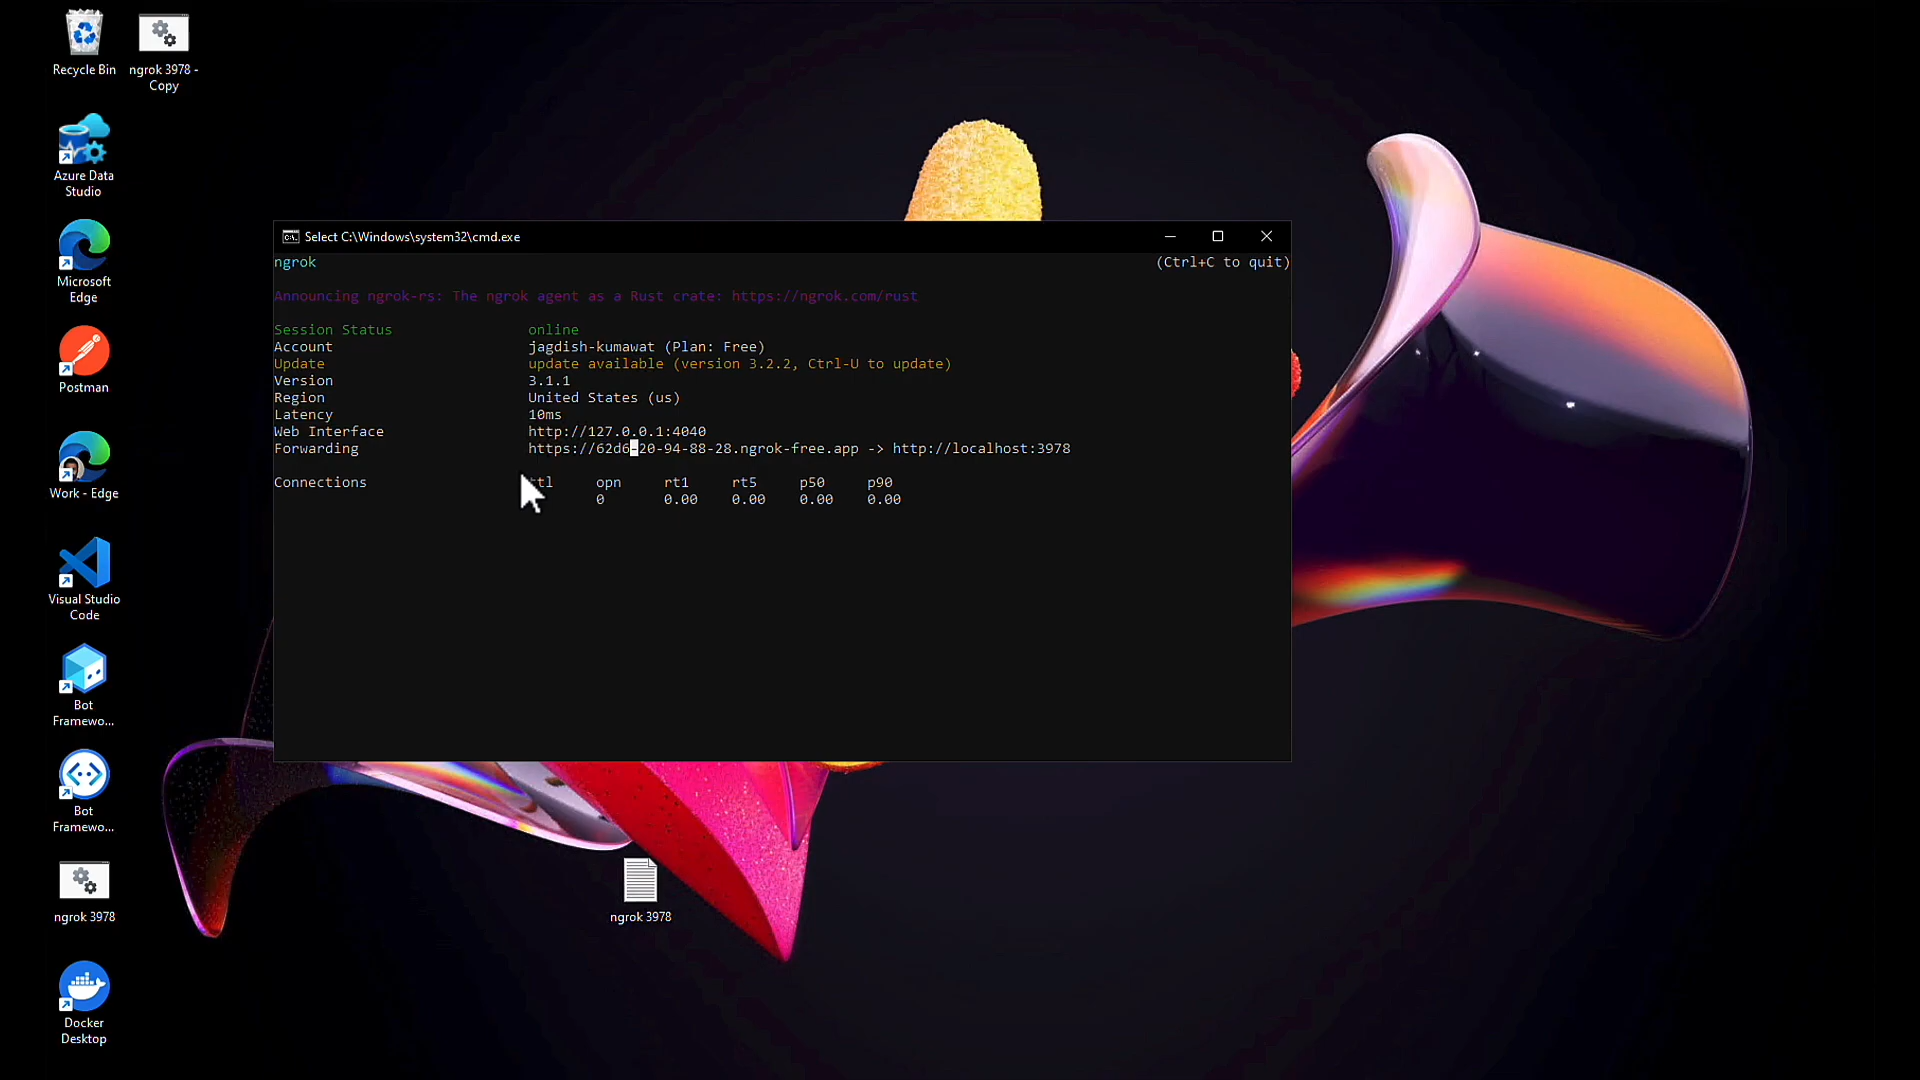 Recycle Bin
ngrok 3978 -
Copy
Azure Data
Studio
Microsoft
Edge
Postman
Work - Edge
Visual Studio
Code
Bot
Framewo...
Bot
Framewo...
ngrok 3978
Docker
Desktop
Select C:\Windows\system32\cmd.exe
ngrok (Ctrl+C to quit)
Announcing ngrok-rs: The ngrok agent as a Rust crate: https://ngrok.com/rust
Session Status online
Account jagdish-kumawat (Plan: Free)
Update update available (version 3.2.2, Ctrl-U to update)
Version 3.1.1
Region United States (us)
Latency 10ms
Web Interface http://127.0.0.1:4040
Forwarding https://62d6-20-94-88-28.ngrok-free.app -> http://localhost:3978
Connections ttl opn rt1 rt5 p50 p90
0 0.00 0.00 0.00 0.00
ngrok 3978